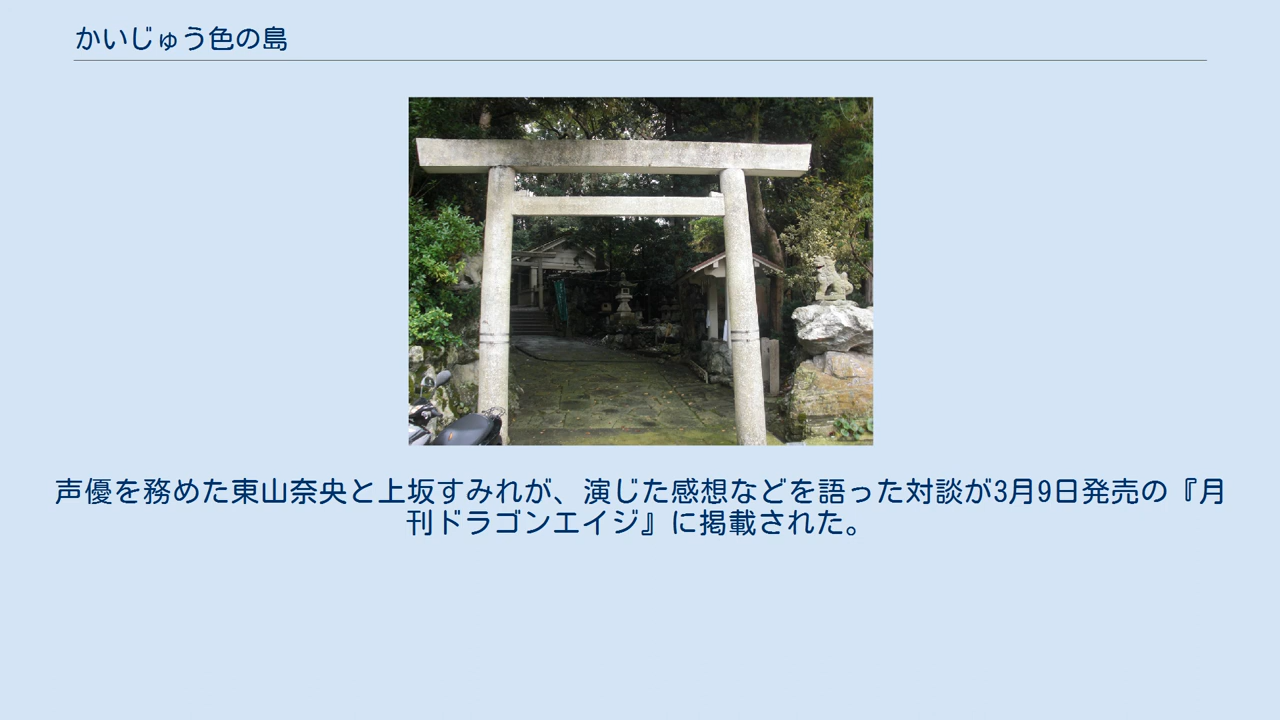 かいじゅう色の島
声優を務めた東山奈央と上坂すみれが、演じた感想などを語った対談が3月9日発売の『月
刊ドラゴンエイジ』に掲載された。